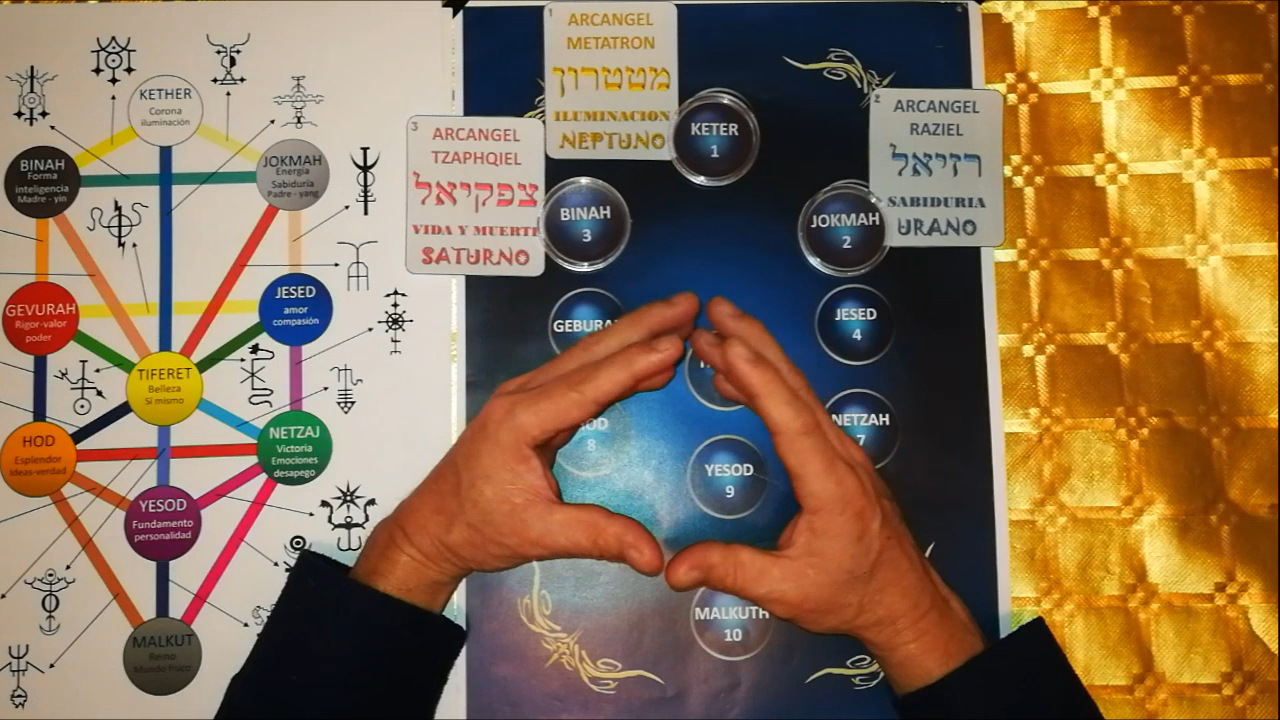 KETHER
Corona
iluminación
BINAH
Forma
inteligencia
Madre - yin
JOKMAH
Energía
Sabiduria
Padre - yang
GEVURAH
Rigor-valor
poder
JESED
amor
compasión
TIFERET
Belleza
Sí mismo
HOD
Esplendor
Ideas-verdad
NETZAJ
Victoria
Emociones
desapego
YESOD
Fundamento
personalidad
MALKUT
Reino
Mundo físico
1
ARCANGEL
METATRON
מטטרון
ILUMINACION
NEPTUNO
3
ARCANGEL
TZAPHQIEL
צפקיאל
VIDA Y MUERTE
SATURNO
2
ARCANGEL
RAZIEL
רזיאל
SABIDURIA
URANO
KETER
1
BINAH
3
JOKMAH
2
GEBURA
JESED
4
8
NETZAH
7
YESOD
9
MALKUTH
10